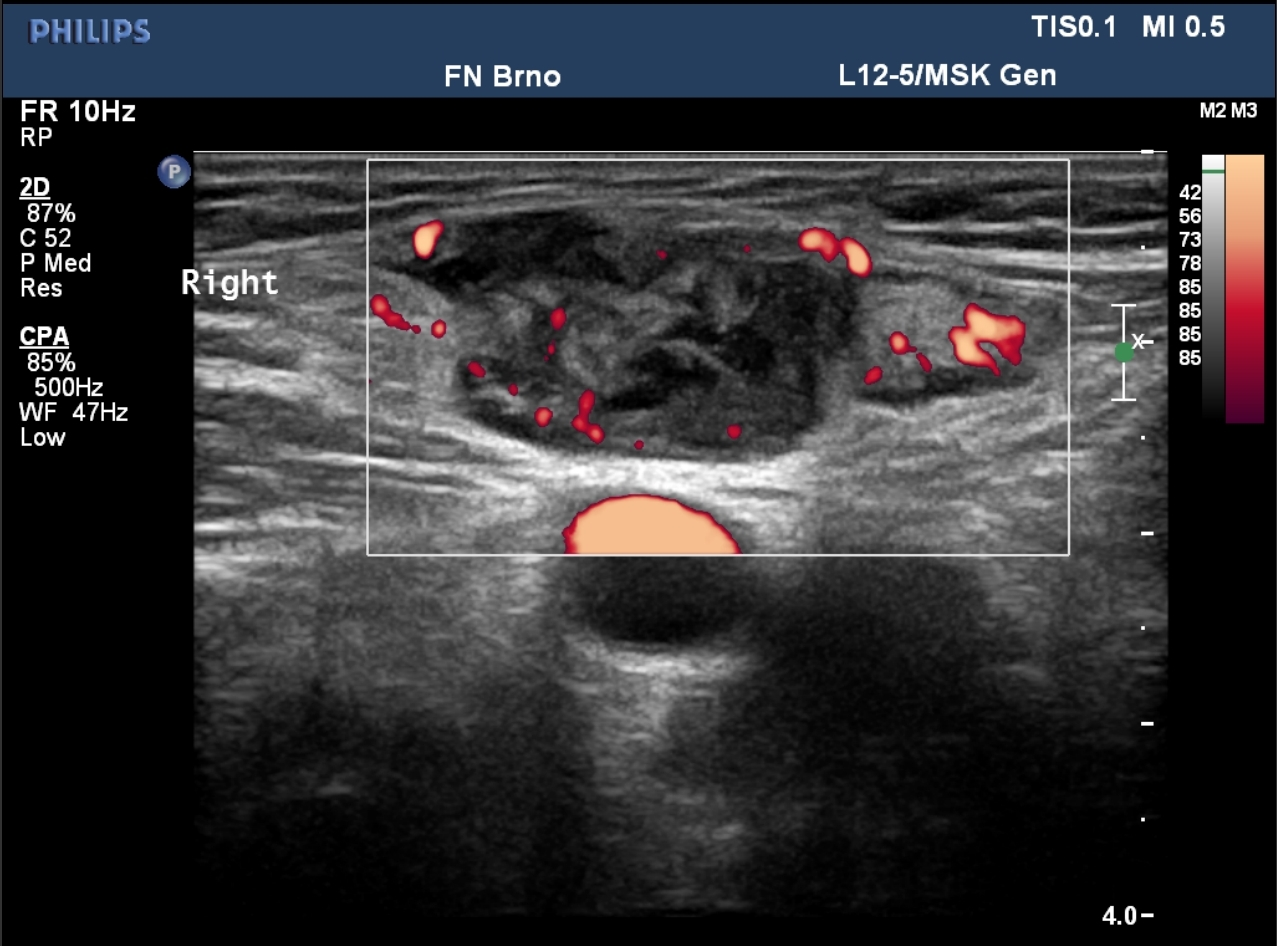 PHILIPS
TIS0.1 MI 0.5
FN Brno
L12-5/MSK Gen
FR 10Hz
RP
M2 M3
P
2D
87%
C 52
P Med
Res
Right
CPA
85%
500Hz
WF 47Hz
Low
42
56
73
78
85
85
85
85
X
4.0